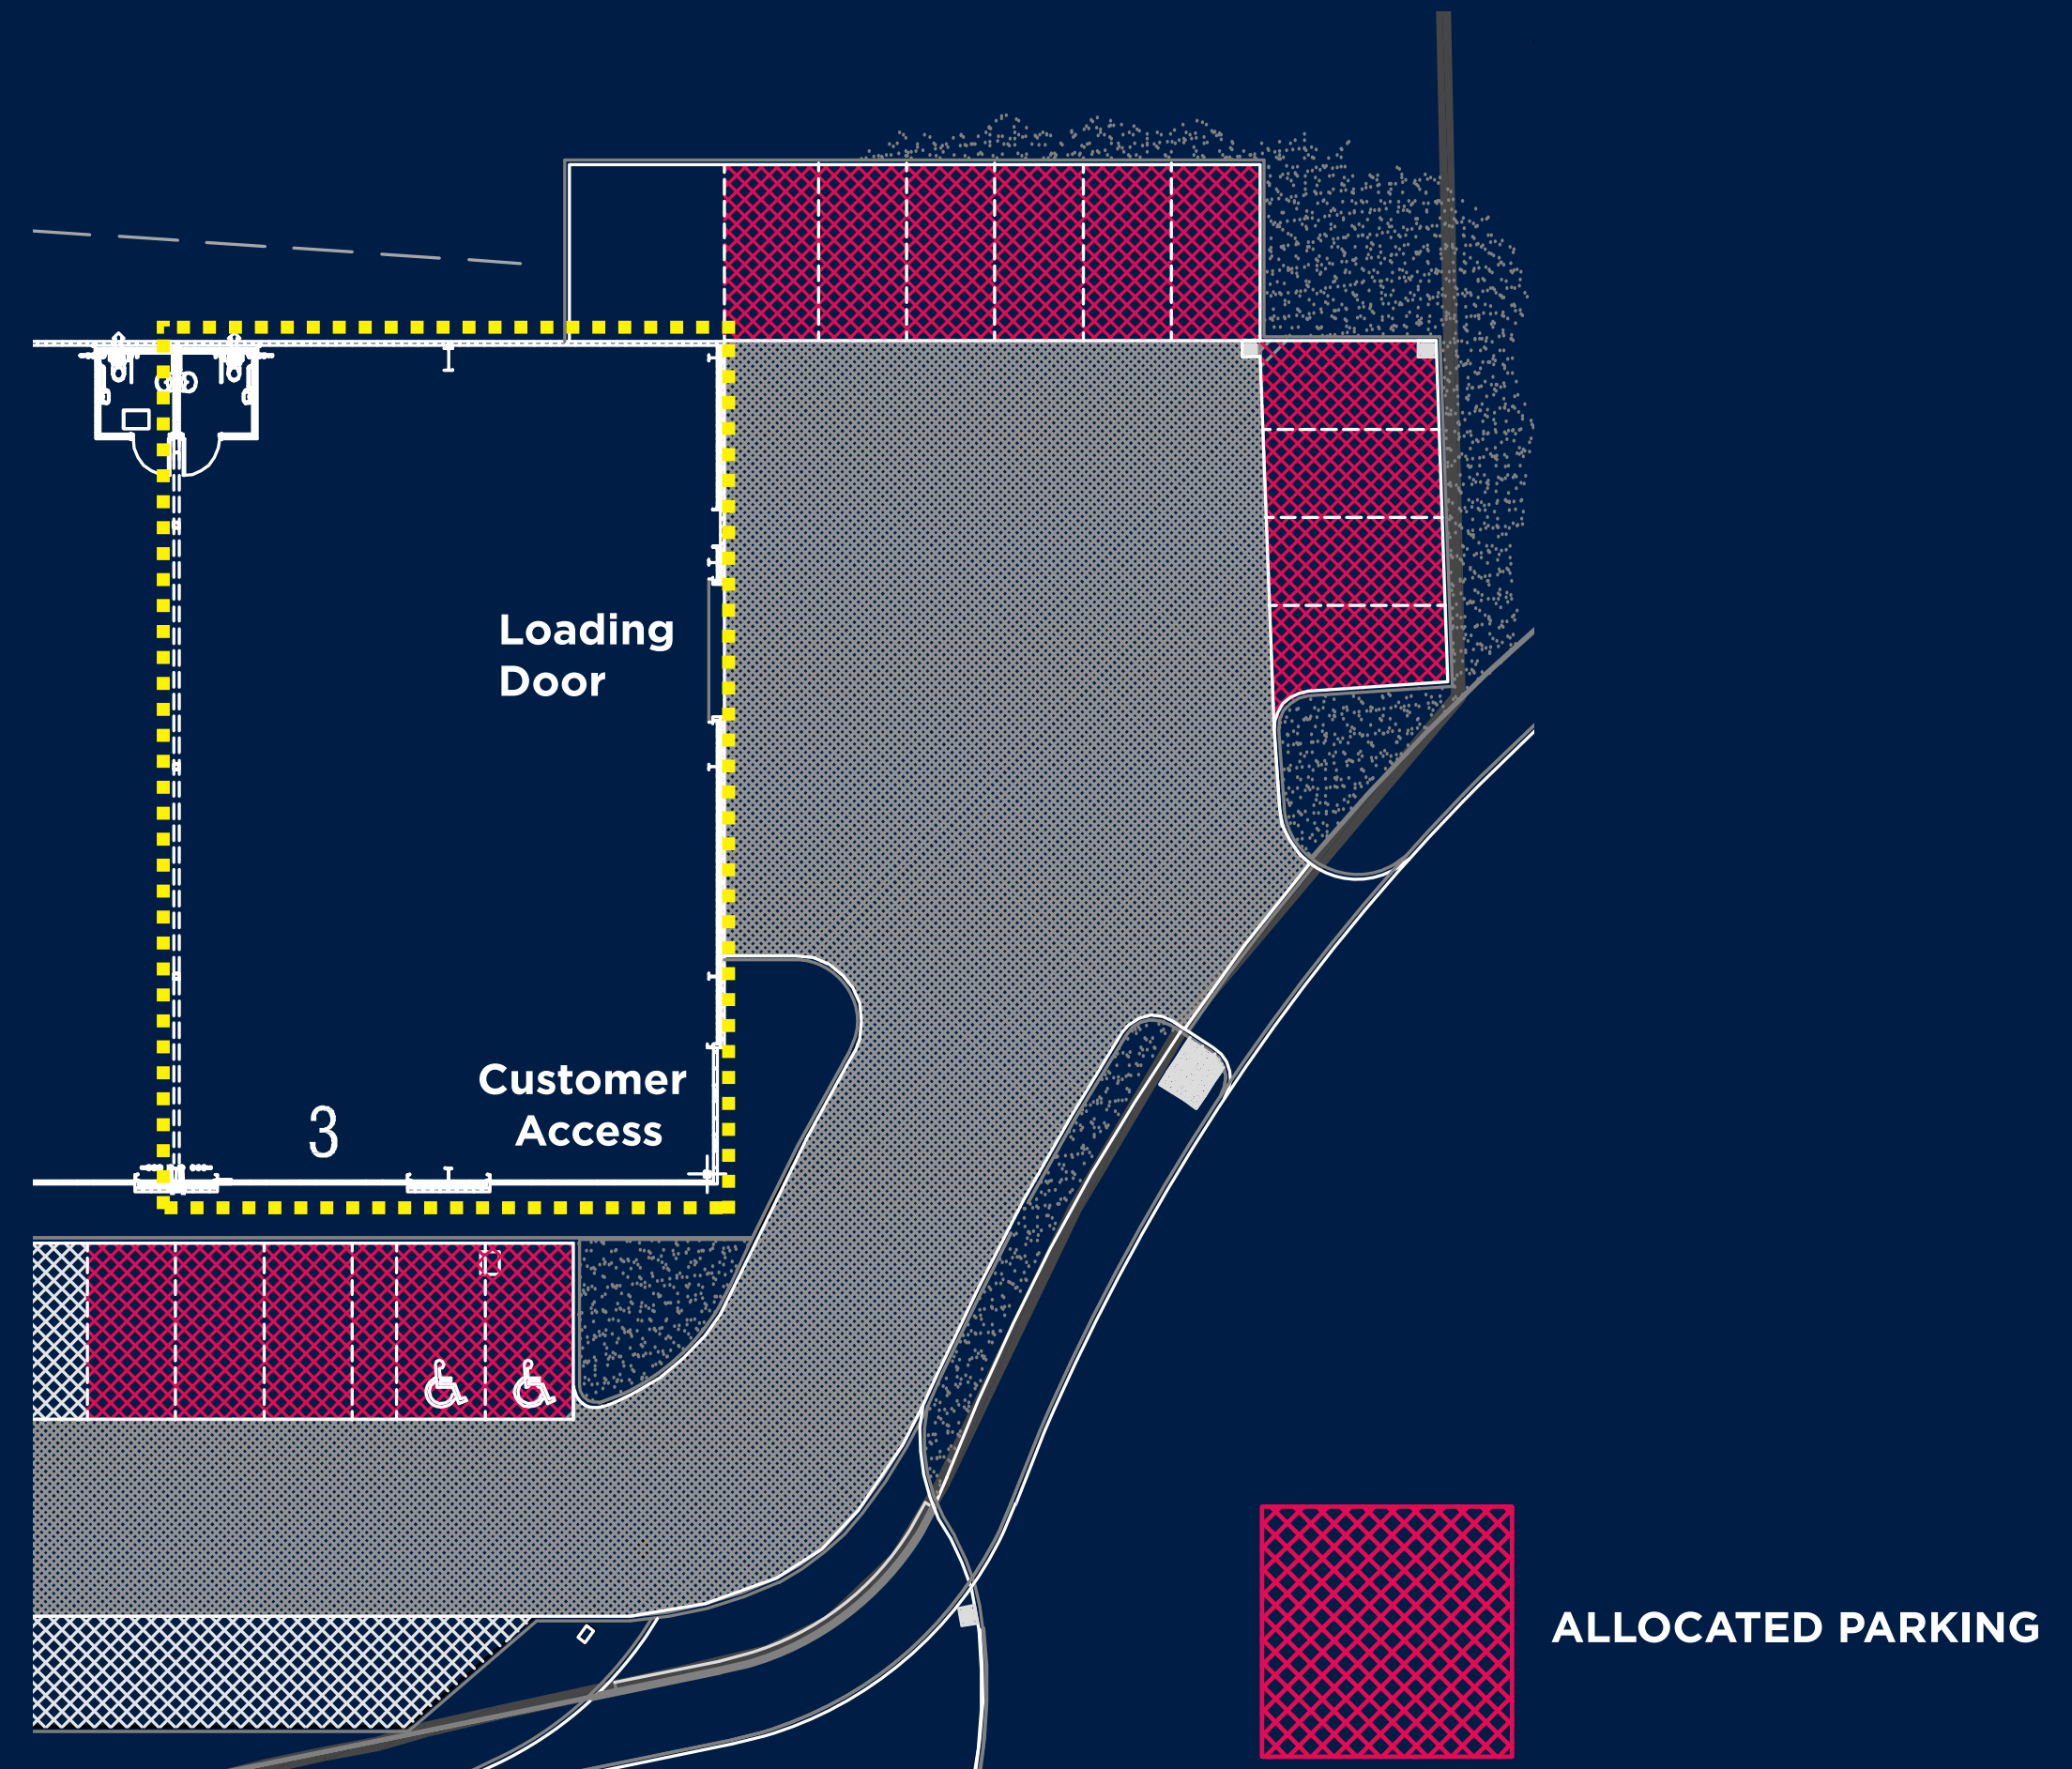 Loading
Door
Customer
Access
3
ALLOCATED PARKING